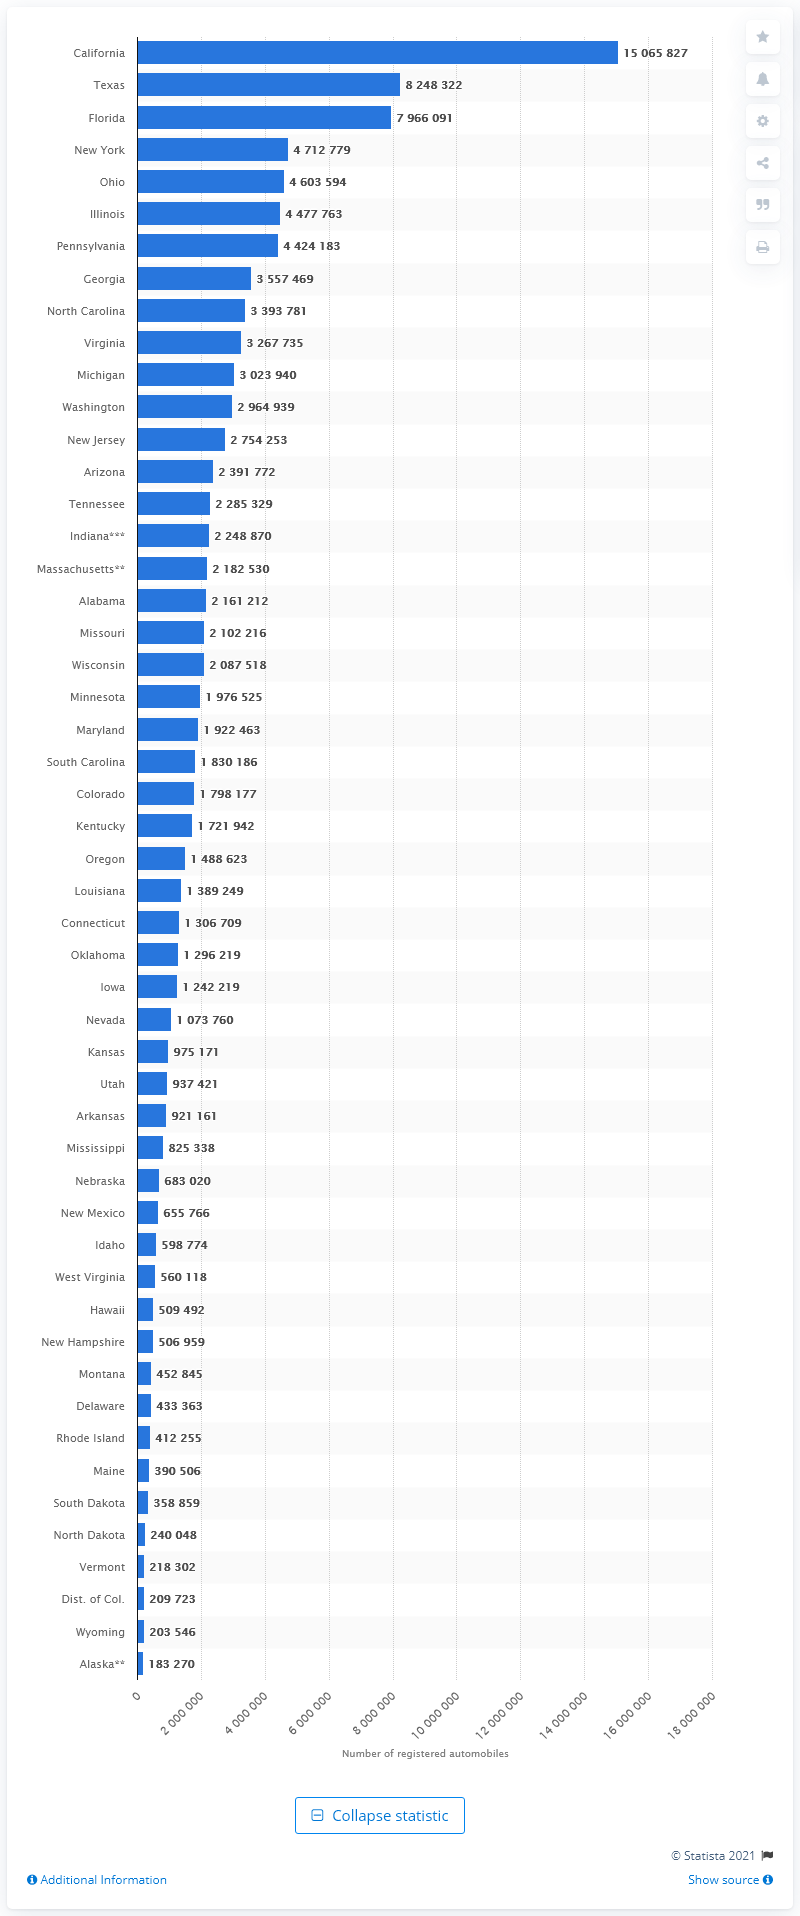 California 15 065 827
Texas 8 248 322
Florida 7 966 091
New York 4 712 779
Ohio 4 603 594
Illinois 4 477 763
Pennsylvania 4 424 183
Georgia 3 557 469
North Carolina 3 393 781
Virginia 3 267 735
Michigan 3 023 940
Washington 2 964 939
New Jersey 2 754 253
Arizona 2 391 772
Tennessee 2 285 329
Indiana*** 2 248 870
Massachusetts** 2 182 530
Alabama 2 161 212
Missouri 2 102 216
Wisconsin 2 087 518
Minnesota 1 976 525
Maryland 1 922 463
South Carolina 1 830 186
Colorado 1 798 177
Kentucky 1 721 942
Oregon 1 488 623
Louisiana 1 389 249
Connecticut 1 306 709
Oklahoma 1 296 219
Iowa 1 242 219
Nevada 1 073 760
Kansas 975 171
Utah 937 421
Arkansas 921 161
Mississippi 825 338
Nebraska 683 020
New Mexico 655 766
Idaho 598 774
West Virginia 560 118
Hawaii 509 492
New Hampshire 506 959
Montana 452 845
Delaware 433 363
Rhode Island 412 255
Maine 390 506
South Dakota 358 859
North Dakota 240 048
Vermont 218 302
Dist. of Col. 209 723
Wyoming 203 546
Alaska** 183 270
0 2 000 000 4 000 000 6 000 000 8 000 000 10 000 000 12 000 000 14 000 000 16 000 000 18 000 000
Number of registered automobiles
Collapse statistic
© Statista 2021
Additional Information Show source